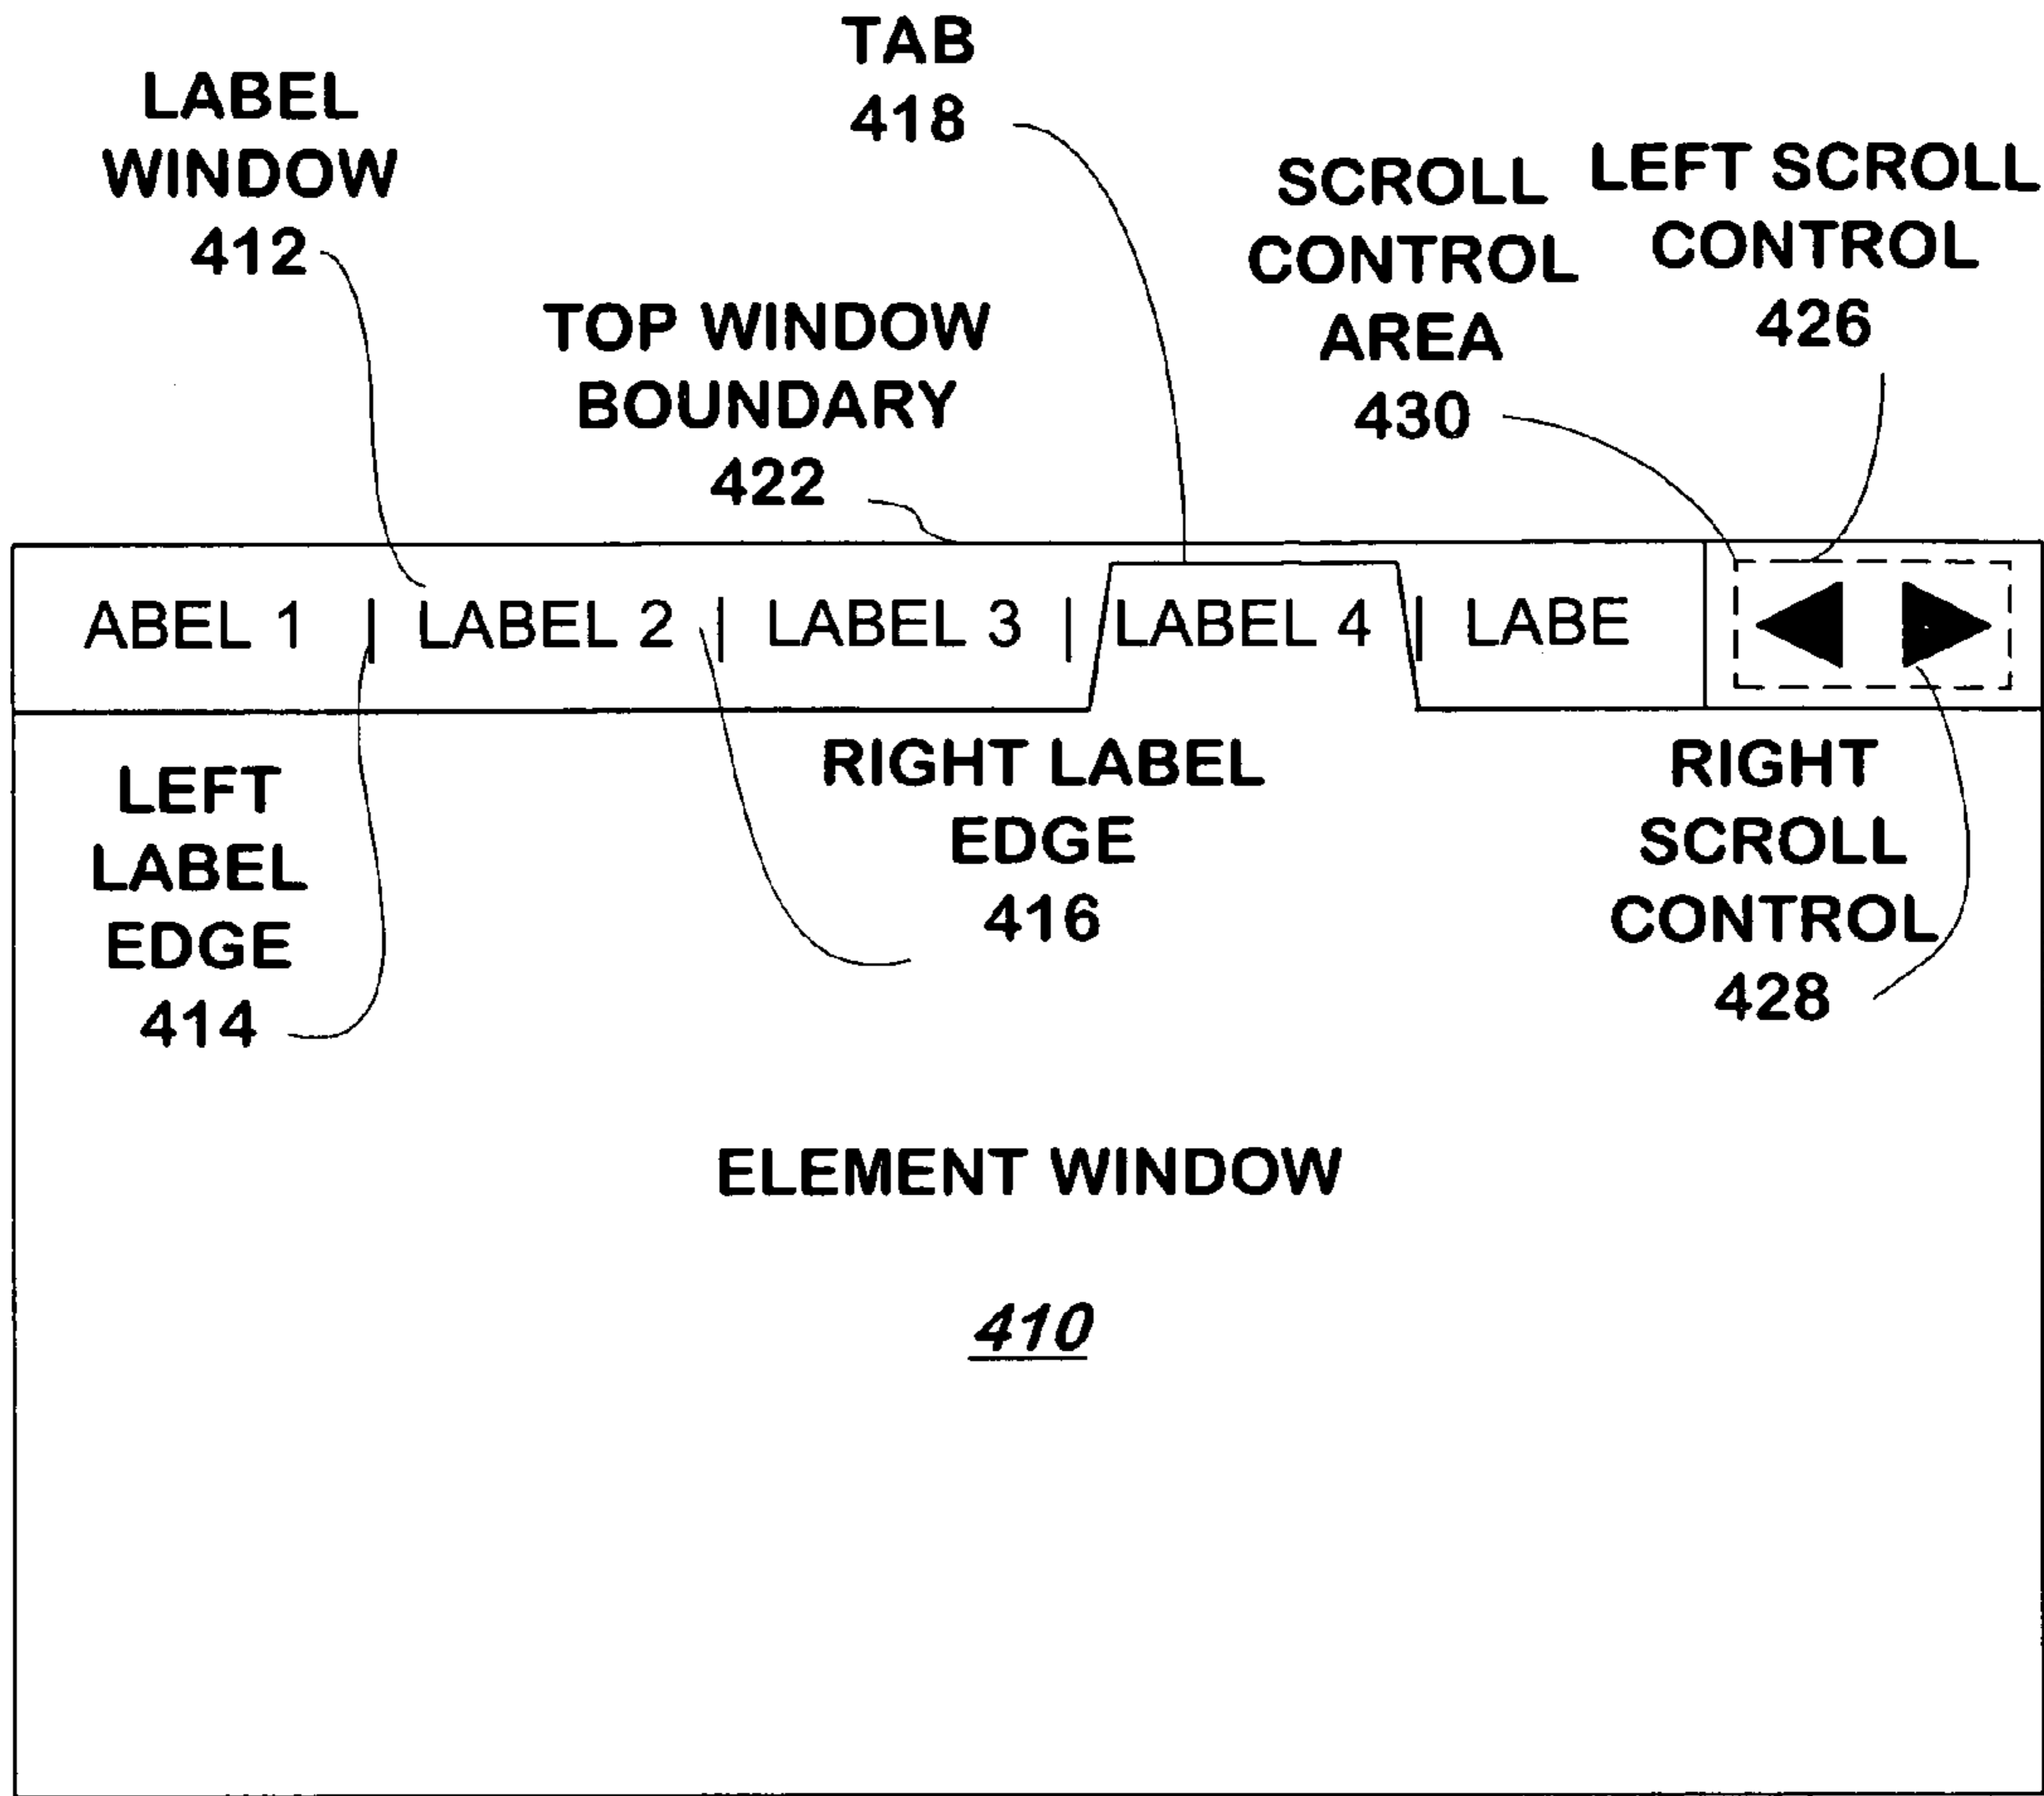 TAB
418
LABEL
WINDOW
412
TOP WINDOW
BOUNDARY
422
SCROLL
CONTROL
AREA
430
LEFT SCROLL
CONTROL
426
ABEL 1 | LABEL 2 | LABEL 3 | LABEL 4 | LABE
LEFT
LABEL
EDGE
414
RIGHT LABEL
EDGE
416
RIGHT
SCROLL
CONTROL
428
ELEMENT WINDOW
410